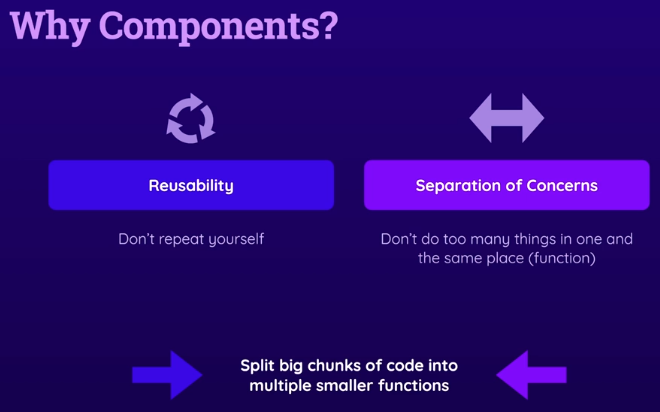 Why Components?
Reusability
Separation of Concerns
Don't repeat yourself
Don't do too many things in one and
the same place (function)
Split big chunks of code into
multiple smaller functions